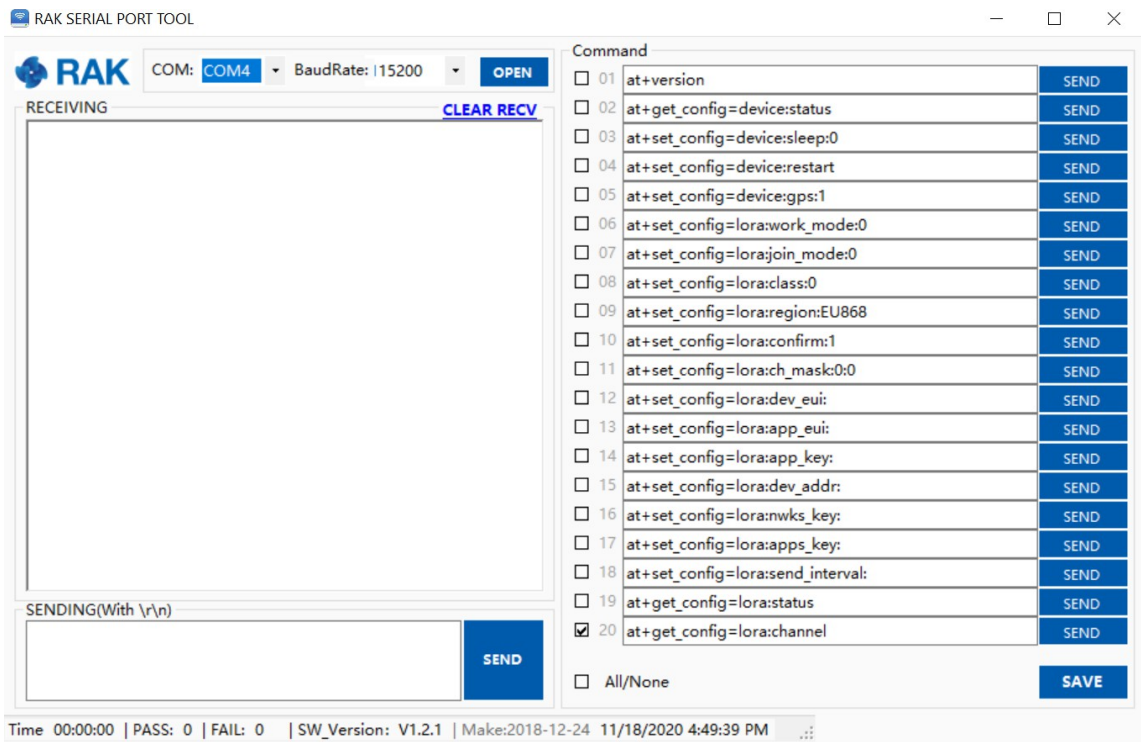 RAK SERIAL PORT TOOL
RAK
COM: COM4 BaudRate: 115200 OPEN
RECEIVING CLEAR RECV
SENDING(With \r\n)
SEND
Command
01 at+version SEND
02 at+get_config=device:status SEND
03 at+set_config=device:sleep:0 SEND
04 at+set_config=device:restart SEND
05 at+set_config=device:gps:1 SEND
06 at+set_config=lora:work_mode:0 SEND
07 at+set_config=lora:join_mode:0 SEND
08 at+set_config=lora:class:0 SEND
09 at+set_config=lora:region:EU868 SEND
10 at+set_config=lora:confirm:1 SEND
11 at+set_config=lora:ch_mask:0:0 SEND
12 at+set_config=lora:dev_eui: SEND
13 at+set_config=lora:app_eui: SEND
14 at+set_config=lora:app_key: SEND
15 at+set_config=lora:dev_addr: SEND
16 at+set_config=lora:nwks_key: SEND
17 at+set_config=lora:apps_key: SEND
18 at+set_config=lora:send_interval: SEND
19 at+get_config=lora:status SEND
20 at+get_config=lora:channel SEND
All/None SAVE
Time 00:00:00 | PASS: 0 | FAIL: 0 | SW_Version: V1.2.1 | Make:2018-12-24 11/18/2020 4:49:39 PM